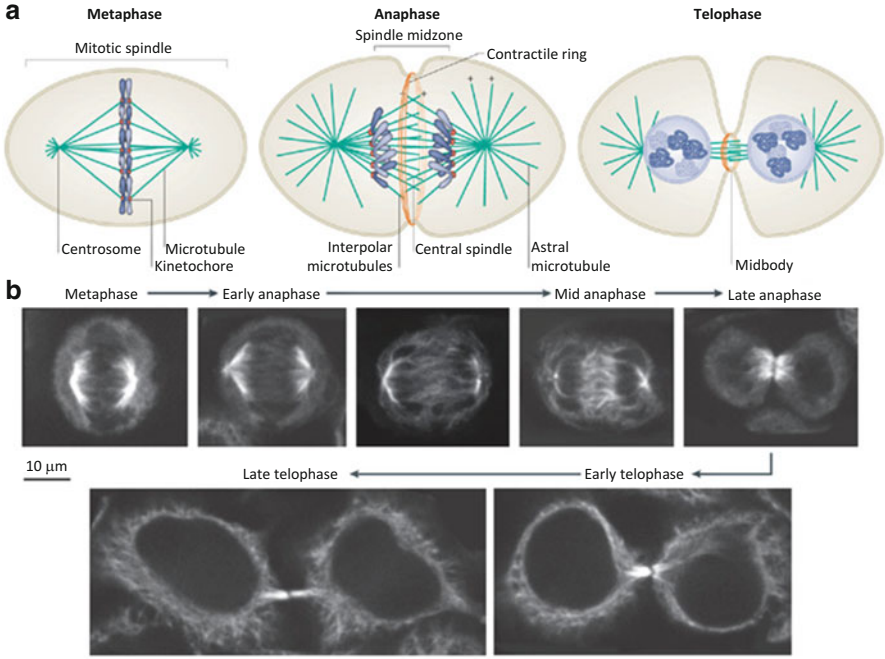 a
Metaphase
Anaphase
Telophase
Mitotic spindle
Spindle midzone
Contractile ring
+ + +
Centrosome
Microtubule
Kinetochore
Interpolar
microtubules
Central spindle
Astral
microtubule
Midbody
b
Metaphase
Early anaphase
Mid anaphase
Late anaphase
10 μm
Late telophase
Early telophase